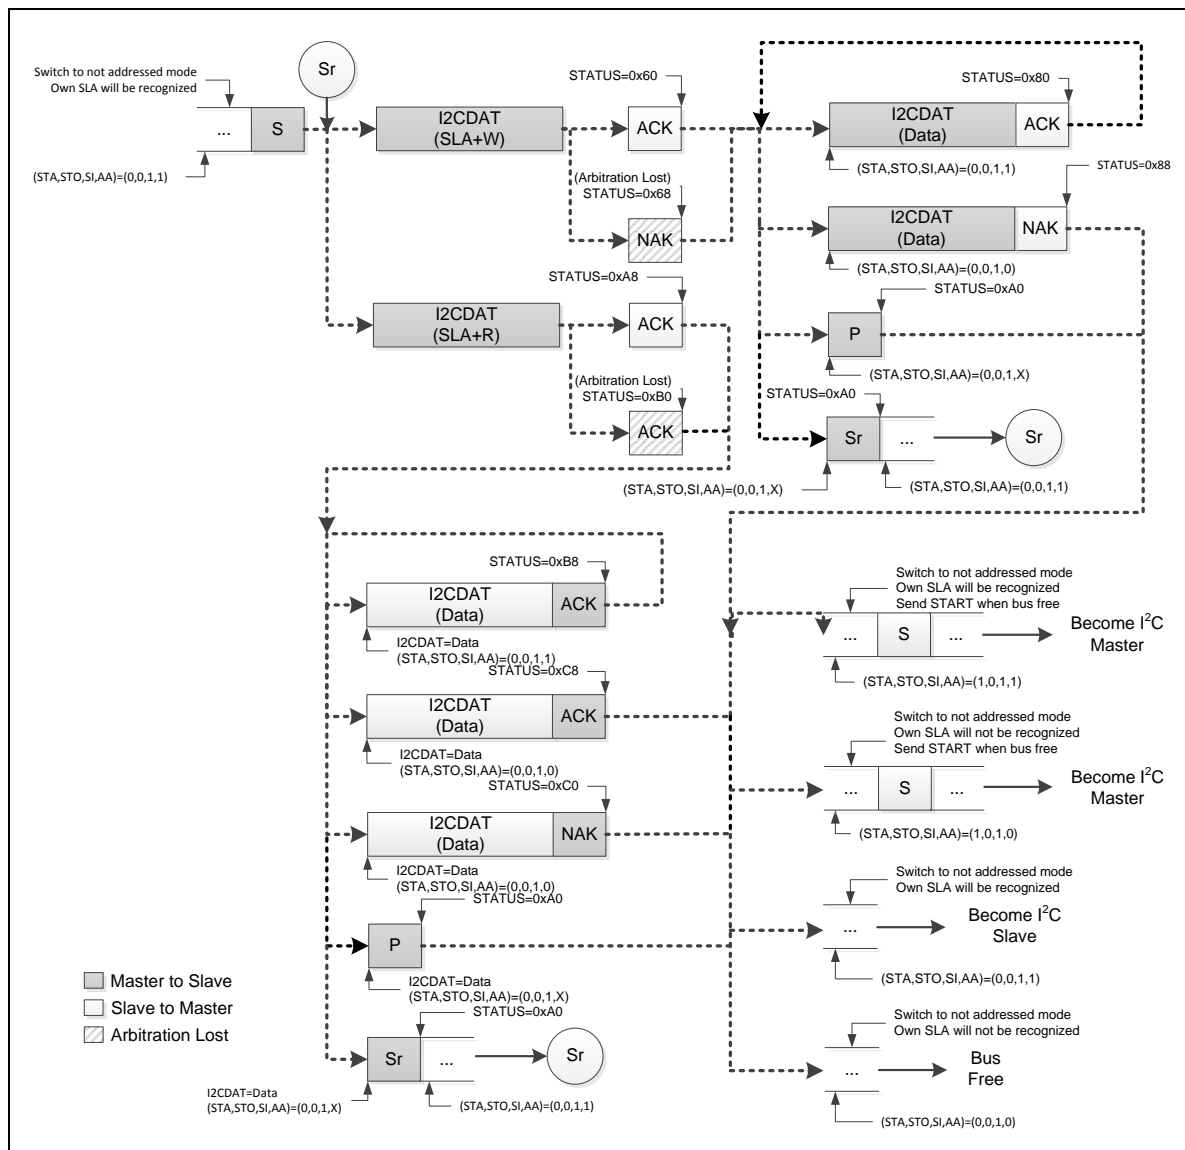 Switch to not addressed mode
Own SLA will be recognized
Sr
...
S
(STA,STO,SI,AA)=(0,0,1,1)
I2CDAT
(SLA+W)
STATUS=0x60
ACK
(Arbitration Lost)
STATUS=0x68
NAK
STATUS=0xA8
I2CDAT
(SLA+R)
ACK
(Arbitration Lost)
STATUS=0xB0
ACK
STATUS=0x80
I2CDAT
(Data)
ACK
(STA,STO,SI,AA)=(0,0,1,1)
STATUS=0x88
I2CDAT
(Data)
NAK
(STA,STO,SI,AA)=(0,0,1,0)
STATUS=0xA0
P
(STA,STO,SI,AA)=(0,0,1,X)
STATUS=0xA0
Sr
...
Sr
(STA,STO,SI,AA)=(0,0,1,X)
(STA,STO,SI,AA)=(0,0,1,1)
STATUS=0xB8
I2CDAT
(Data)
ACK
I2CDAT=Data
(STA,STO,SI,AA)=(0,0,1,1)
STATUS=0xC8
I2CDAT
(Data)
ACK
I2CDAT=Data
(STA,STO,SI,AA)=(0,0,1,0)
STATUS=0xC0
I2CDAT
(Data)
NAK
I2CDAT=Data
(STA,STO,SI,AA)=(0,0,1,0)
STATUS=0xA0
P
I2CDAT=Data
(STA,STO,SI,AA)=(0,0,1,X)
STATUS=0xA0
Sr
...
Sr
I2CDAT=Data
(STA,STO,SI,AA)=(0,0,1,X)
(STA,STO,SI,AA)=(0,0,1,1)
Switch to not addressed mode
Own SLA will be recognized
Send START when bus free
...
S
...
Become I²C
Master
(STA,STO,SI,AA)=(1,0,1,1)
Switch to not addressed mode
Own SLA will not be recognized
Send START when bus free
...
S
...
Become I²C
Master
(STA,STO,SI,AA)=(1,0,1,0)
Switch to not addressed mode
Own SLA will be recognized
...
Become I²C
Slave
(STA,STO,SI,AA)=(0,0,1,1)
Switch to not addressed mode
Own SLA will not be recognized
...
Bus
Free
(STA,STO,SI,AA)=(0,0,1,0)
Master to Slave
Slave to Master
Arbitration Lost